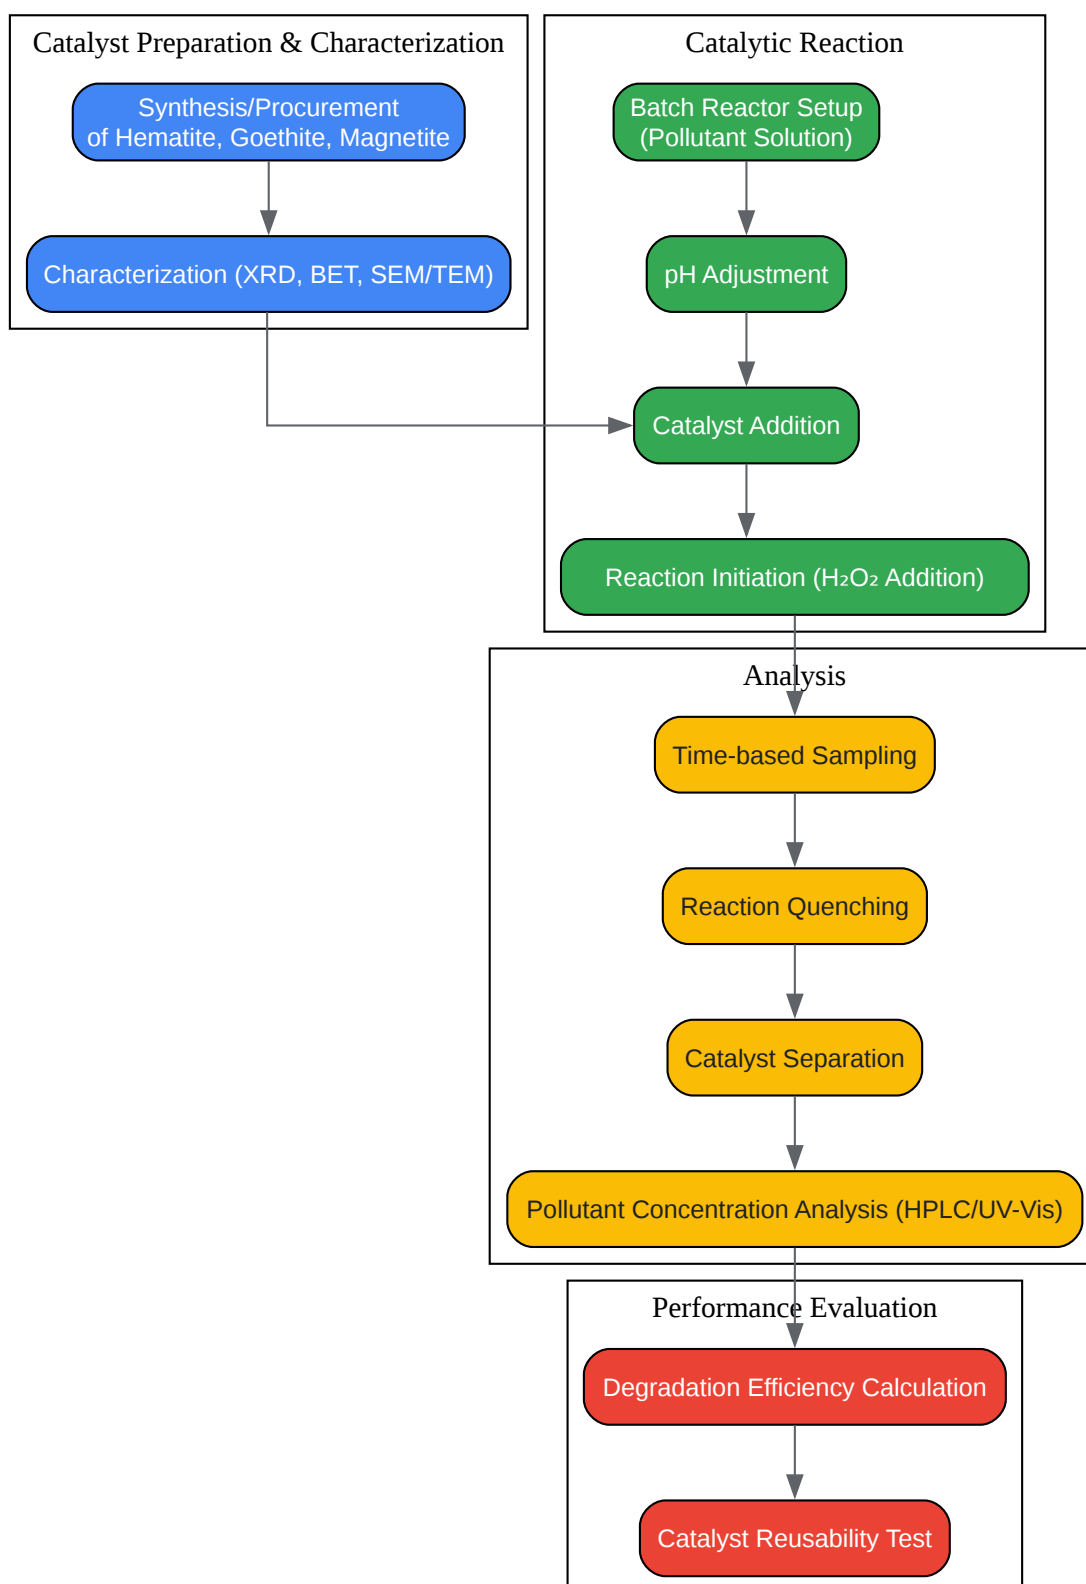 Catalyst Preparation & Characterization
Synthesis/Procurement
of Hematite, Goethite, Magnetite
Characterization (XRD, BET, SEM/TEM)
Catalytic Reaction
Batch Reactor Setup
(Pollutant Solution)
pH Adjustment
Catalyst Addition
Reaction Initiation (H₂O₂ Addition)
Analysis
Time-based Sampling
Reaction Quenching
Catalyst Separation
Pollutant Concentration Analysis (HPLC/UV-Vis)
Performance Evaluation
Degradation Efficiency Calculation
Catalyst Reusability Test